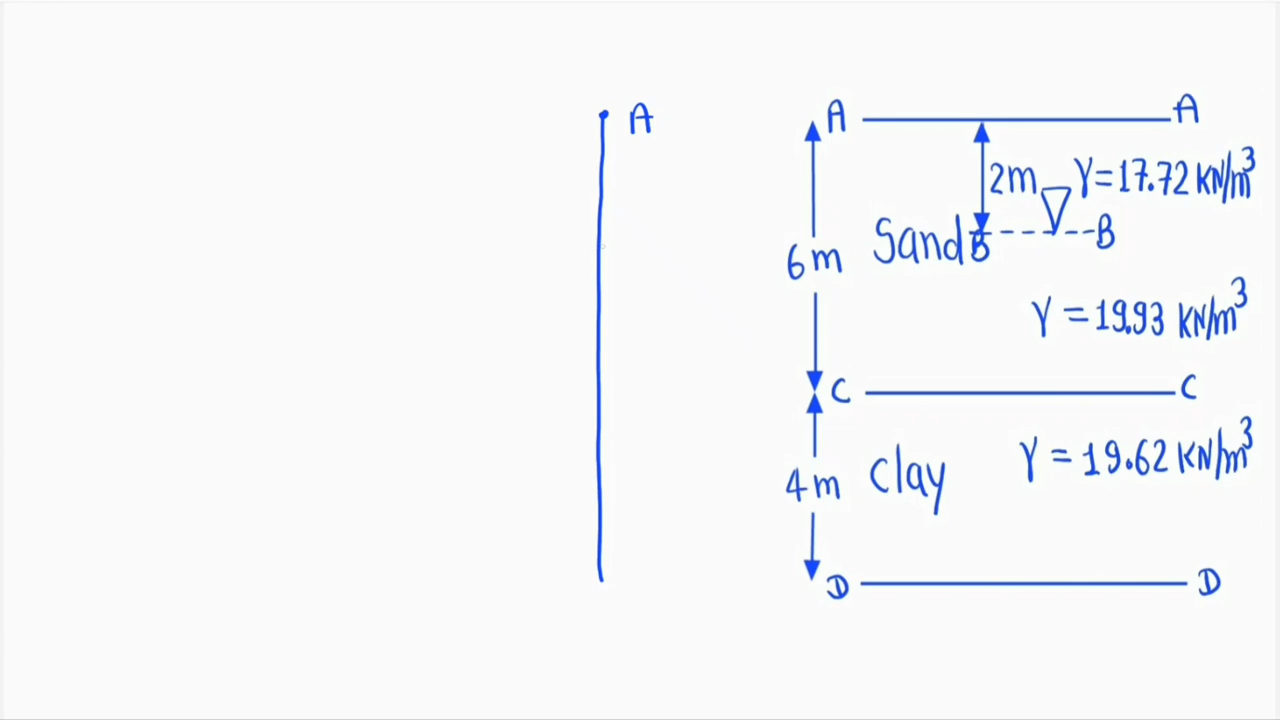 A
A A
2m γ=17.72 KN/m³
Sand B B
6m
γ = 19.93 KN/m³
C C
γ = 19.62 KN/m³
4m Clay
D D